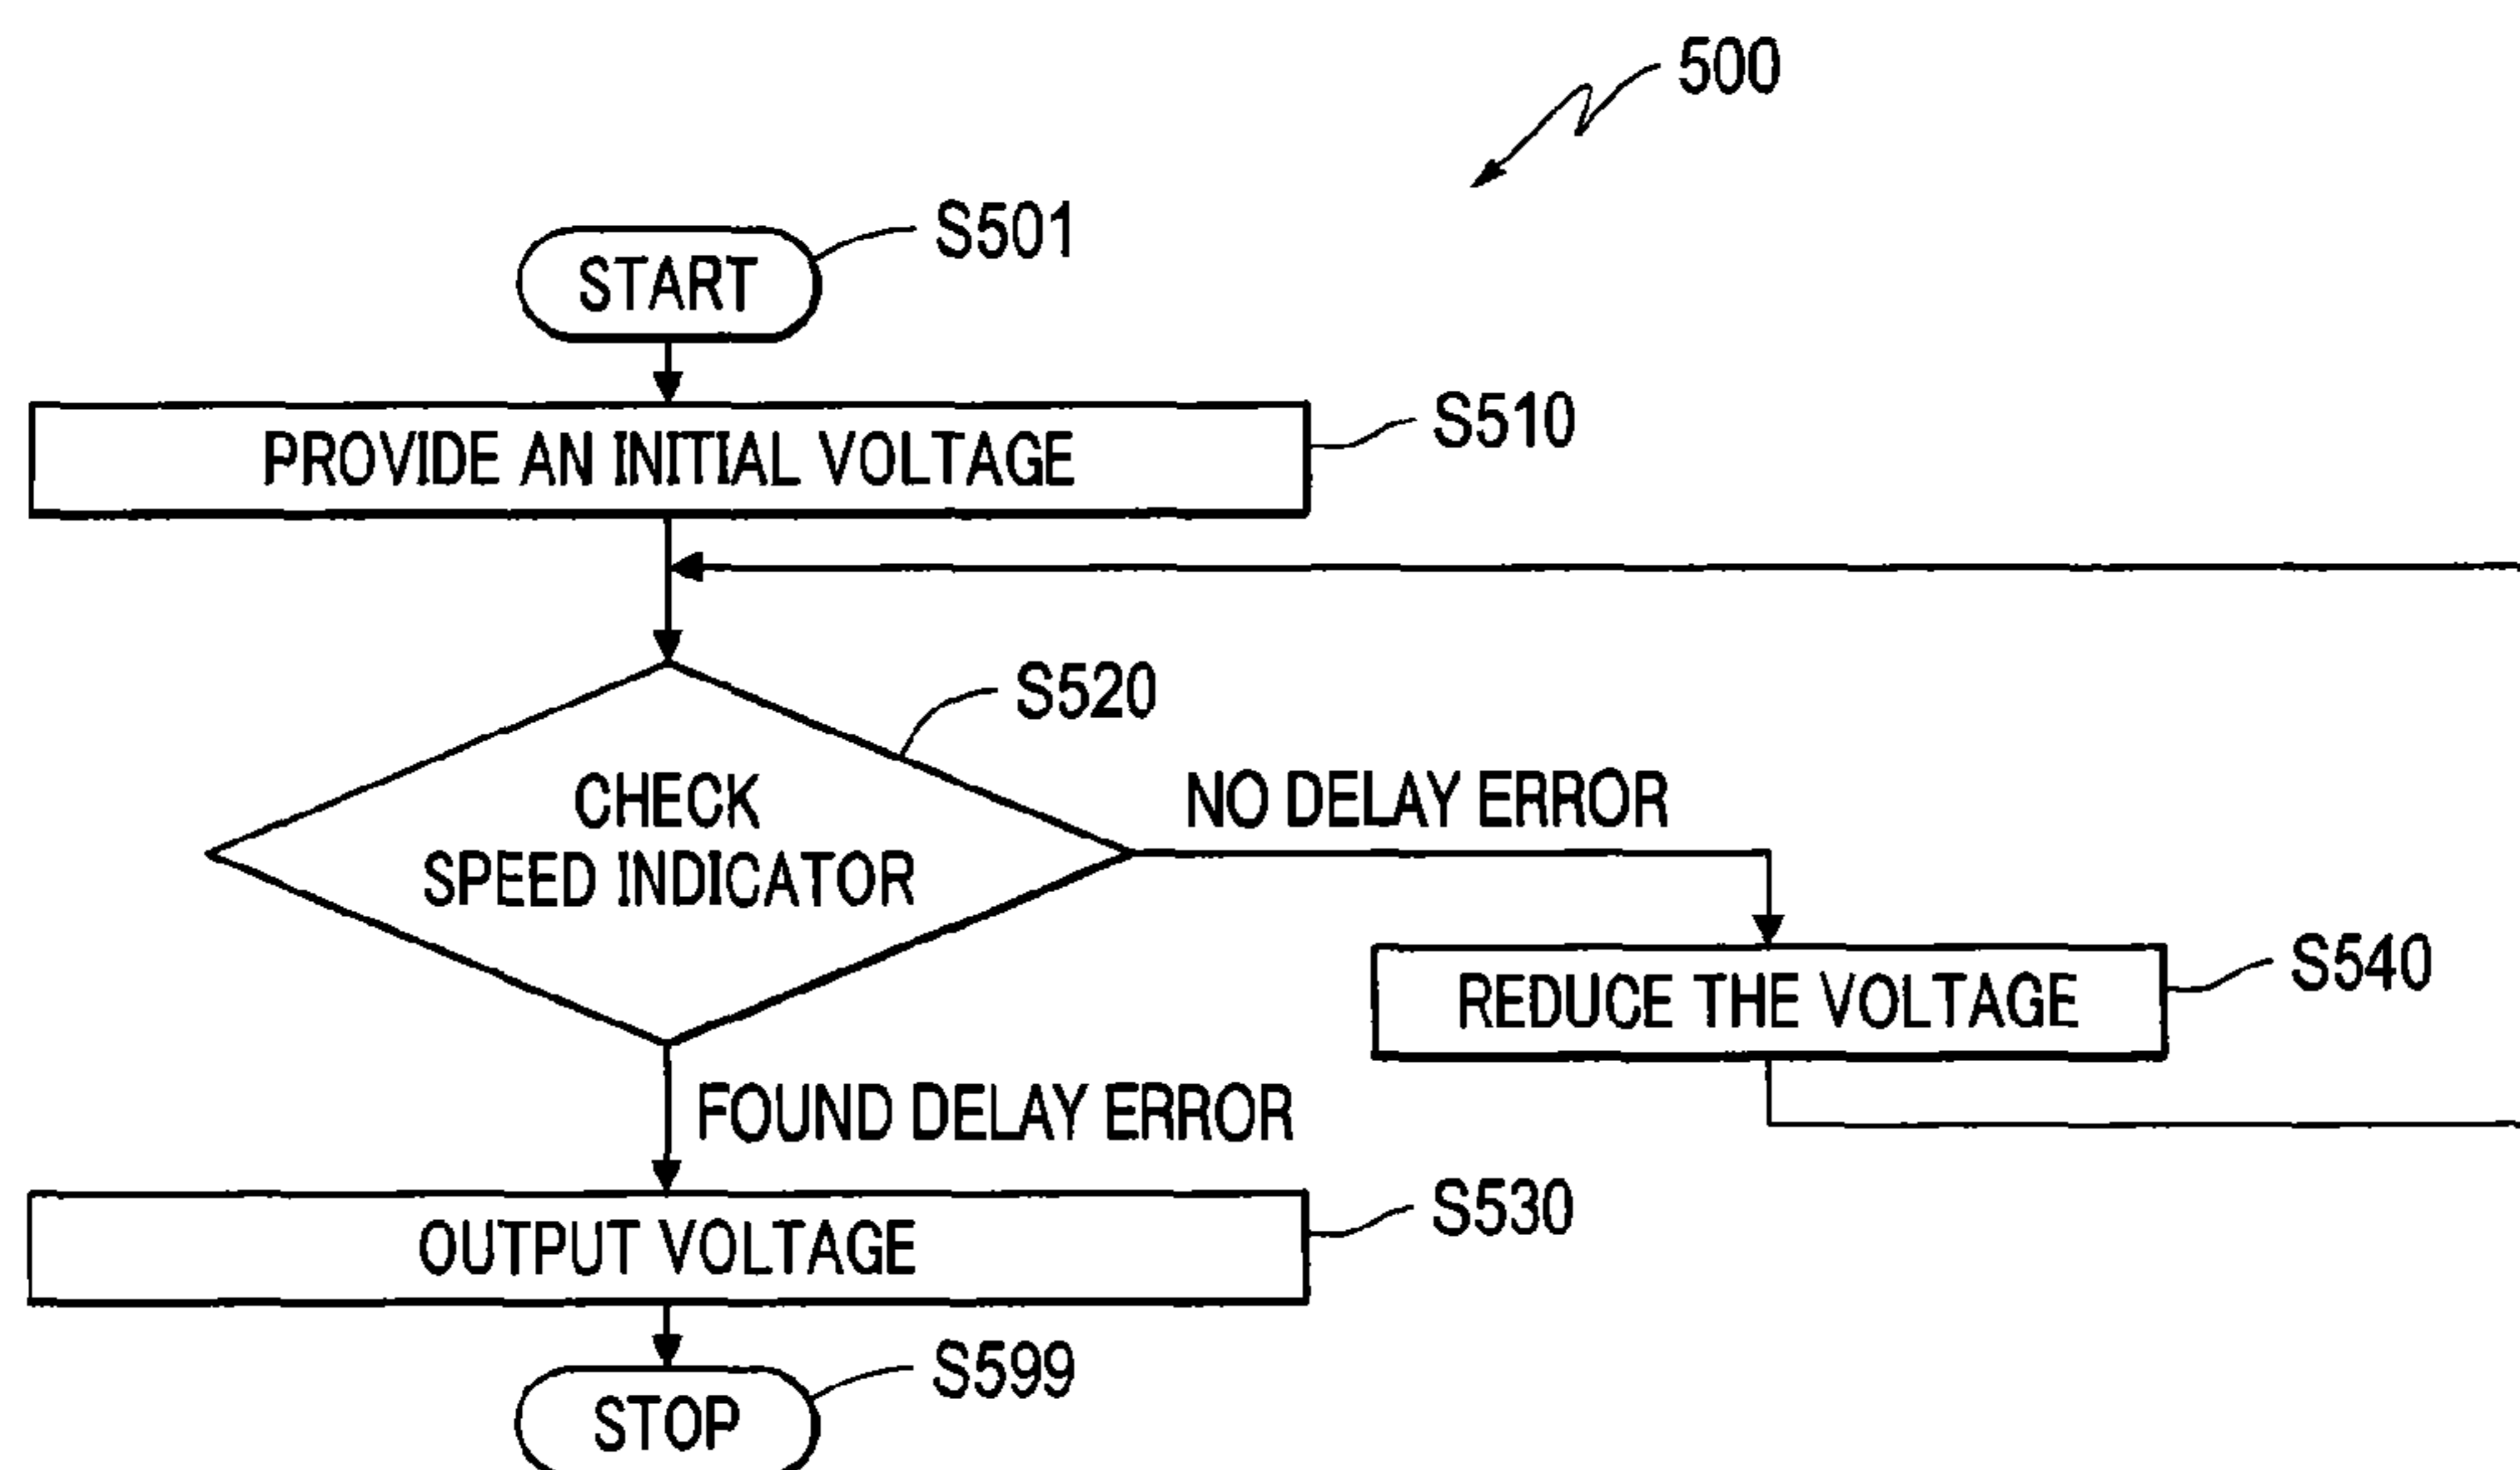 500
S501
START
S510
PROVIDE AN INITIAL VOLTAGE
S520
CHECK
SPEED INDICATOR
NO DELAY ERROR
S540
REDUCE THE VOLTAGE
FOUND DELAY ERROR
S530
OUTPUT VOLTAGE
S599
STOP